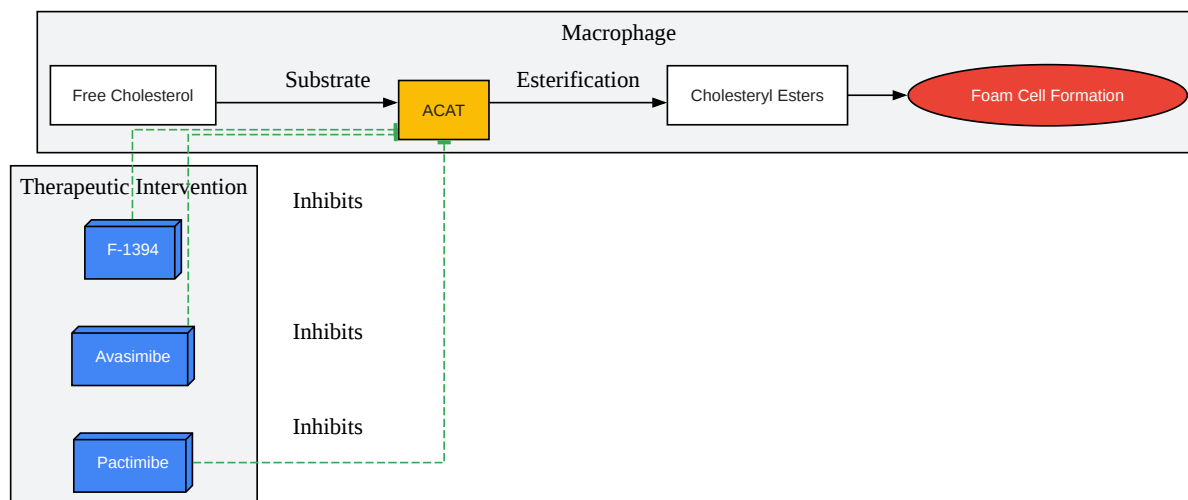 Macrophage
Free Cholesterol
Substrate
ACAT
Esterification
Cholesteryl Esters
Foam Cell Formation
Therapeutic Intervention
F-1394
Inhibits
Avasimibe
Inhibits
Pactimibe
Inhibits